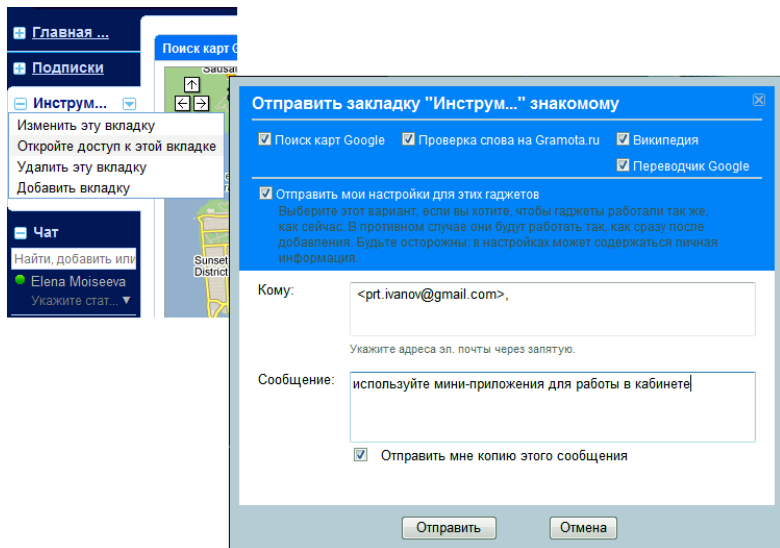 Главная ...
Подписки
Инструм...
Изменить эту вкладку
Откройте доступ к этой вкладке
Удалить эту вкладку
Добавить вкладку
Чат
Найти, добавить или
Elena Moiseeva
Укажите стат... ▼
Поиск карт G
Sausal
Sunset
District
Отправить закладку "Инструм..." знакомому
Поиск карт Google Проверка слова на Gramota.ru Википедия
Переводчик Google
Отправить мои настройки для этих гаджетов
Выберите этот вариант, если вы хотите, чтобы гаджеты работали так же,
как сейчас. В противном случае они будут работать так, как сразу после
добавления. Будьте осторожны: в настройках может содержаться личная
информация.
Кому:
<prt.ivanov@gmail.com>,
Укажите адреса эл. почты через запятую.
Сообщение:
используйте мини-приложения для работы в кабинете
Отправить мне копию этого сообщения
Отправить Отмена